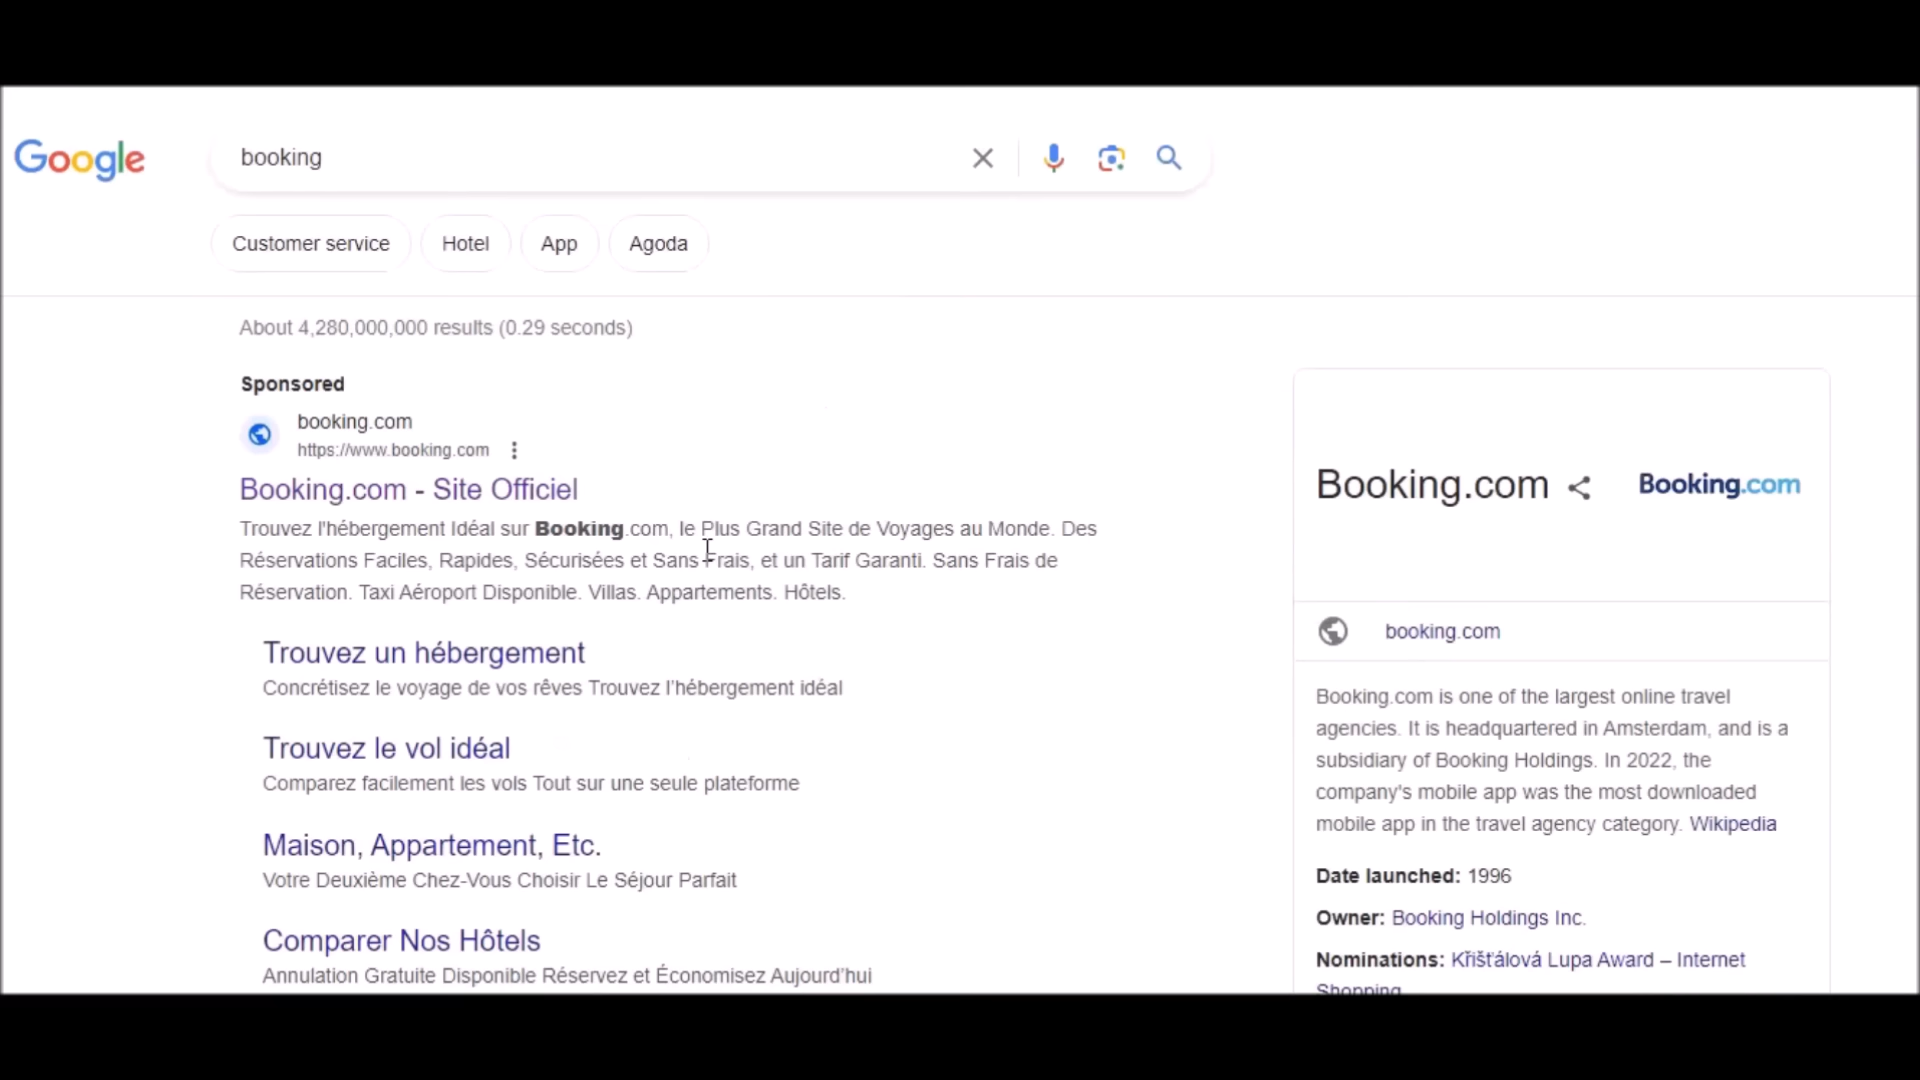 Google
booking
Customer service
Hotel
App
Agoda
About 4,280,000,000 results (0.29 seconds)
Sponsored
booking.com
https://www.booking.com
Booking.com - Site Officiel
Trouvez l'hébergement Idéal sur Booking.com, le Plus Grand Site de Voyages au Monde. Des
Réservations Faciles, Rapides, Sécurisées et Sans Frais, et un Tarif Garanti. Sans Frais de
Réservation. Taxi Aéroport Disponible. Villas. Appartements. Hôtels.
Trouvez un hébergement
Concrétisez le voyage de vos rêves Trouvez l’hébergement idéal
Trouvez le vol idéal
Comparez facilement les vols Tout sur une seule plateforme
Maison, Appartement, Etc.
Votre Deuxième Chez-Vous Choisir Le Séjour Parfait
Comparer Nos Hôtels
Annulation Gratuite Disponible Réservez et Économisez Aujourd’hui
Booking.com
Booking.com
booking.com
Booking.com is one of the largest online travel
agencies. It is headquartered in Amsterdam, and is a
subsidiary of Booking Holdings. In 2022, the
company's mobile app was the most downloaded
mobile app in the travel agency category. Wikipedia
Date launched: 1996
Owner: Booking Holdings Inc.
Nominations: Křišťálová Lupa Award – Internet
Shopping